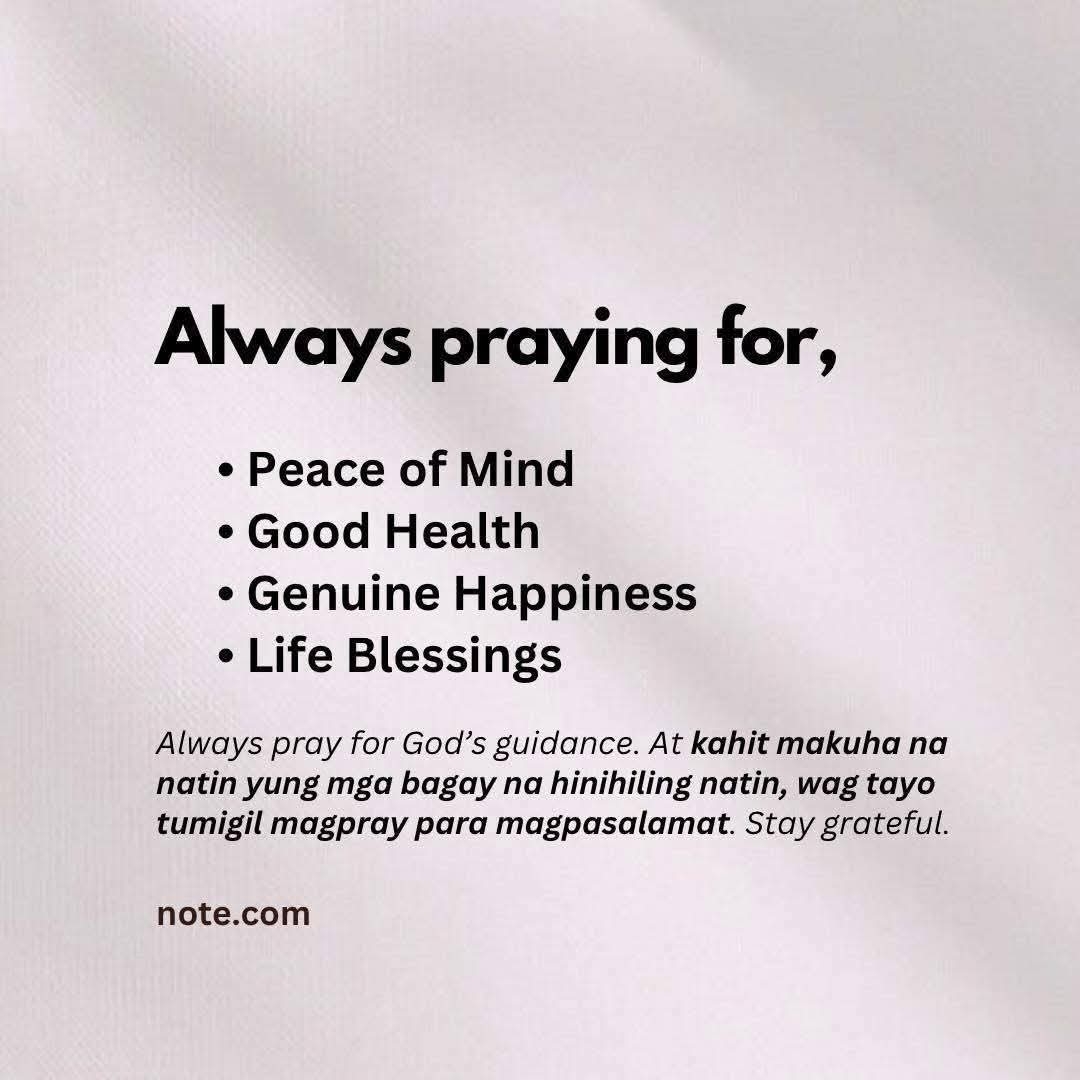 Always praying for,
• Peace of Mind
• Good Health
• Genuine Happiness
• Life Blessings
Always pray for God’s guidance. At kahit makuha na
natin yung mga bagay na hinihiling natin, wag tayo
tumigil magpray para magpasalamat. Stay grateful.
note.com